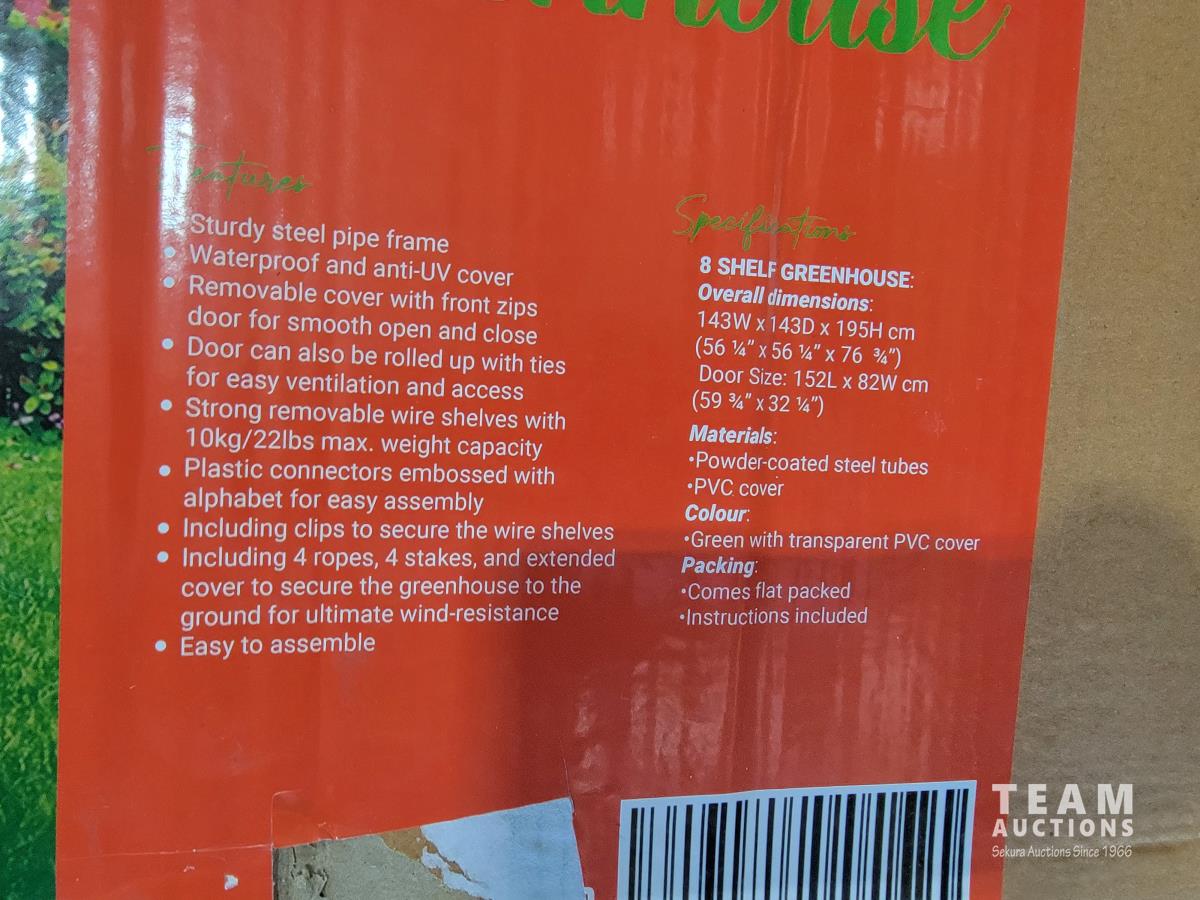 Features
• Sturdy steel pipe frame
• Waterproof and anti-UV cover
• Removable cover with front zips
door for smooth open and close
• Door can also be rolled up with ties
for easy ventilation and access
• Strong removable wire shelves with
10kg/22lbs max. weight capacity
• Plastic connectors embossed with
alphabet for easy assembly
• Including clips to secure the wire shelves
• Including 4 ropes, 4 stakes, and extended
cover to secure the greenhouse to the
ground for ultimate wind-resistance
• Easy to assemble
Specifications
8 SHELF GREENHOUSE:
Overall dimensions:
143W x 143D x 195H cm
(56 ¼" x 56 ¼" x 76 ¾")
Door Size: 152L x 82W cm
(59 ¾" x 32 ¼")
Materials:
•Powder-coated steel tubes
•PVC cover
Colour:
•Green with transparent PVC cover
Packing:
•Comes flat packed
•Instructions included
TEAM
AUCTIONS
Sekura Auctions Since 1966